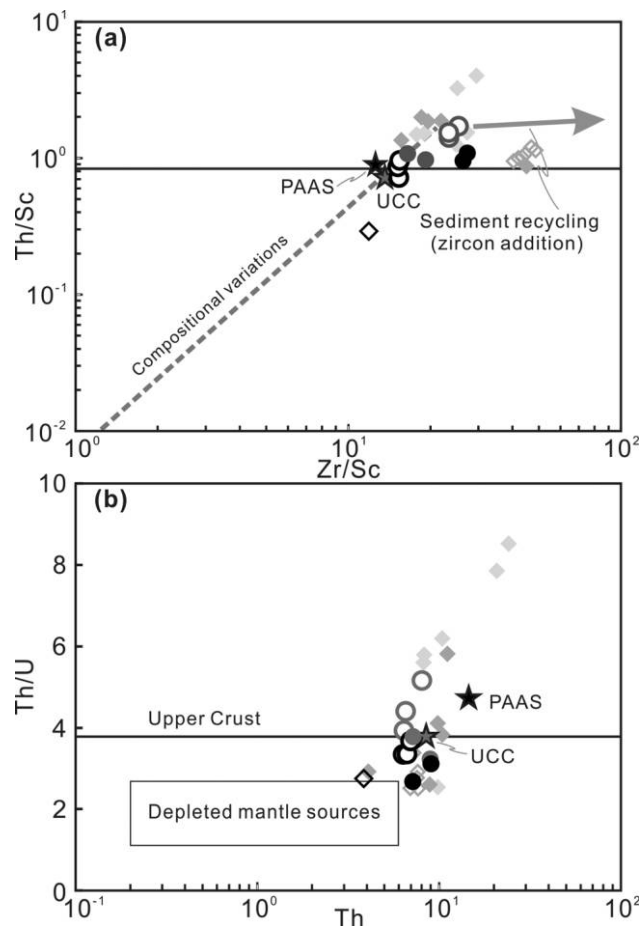 (a)
10¹
10⁰
10⁻¹
10⁻²
Th/Sc
PAAS
UCC
Sediment recycling
(zircon addition)
Compositional variations
10⁰
10¹
10²
Zr/Sc
(b)
10
8
6
4
2
0
Th/U
PAAS
Upper Crust
UCC
Depleted mantle sources
10⁻¹
10⁰
10¹
10²
Th